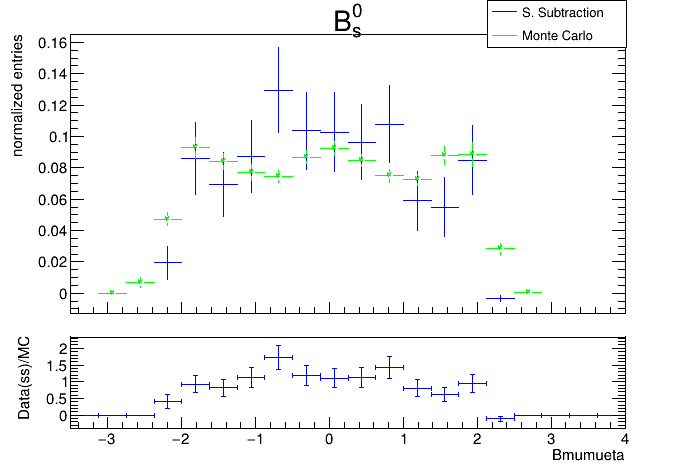 B⁰ₛ
S. Subtraction
Monte Carlo
normalized entries
0.16
0.14
0.12
0.1
0.08
0.06
0.04
0.02
0
Data(ss)/MC
2
1.5
1
0.5
0
−3 −2 −1 0 1 2 3 4
Bmumueta